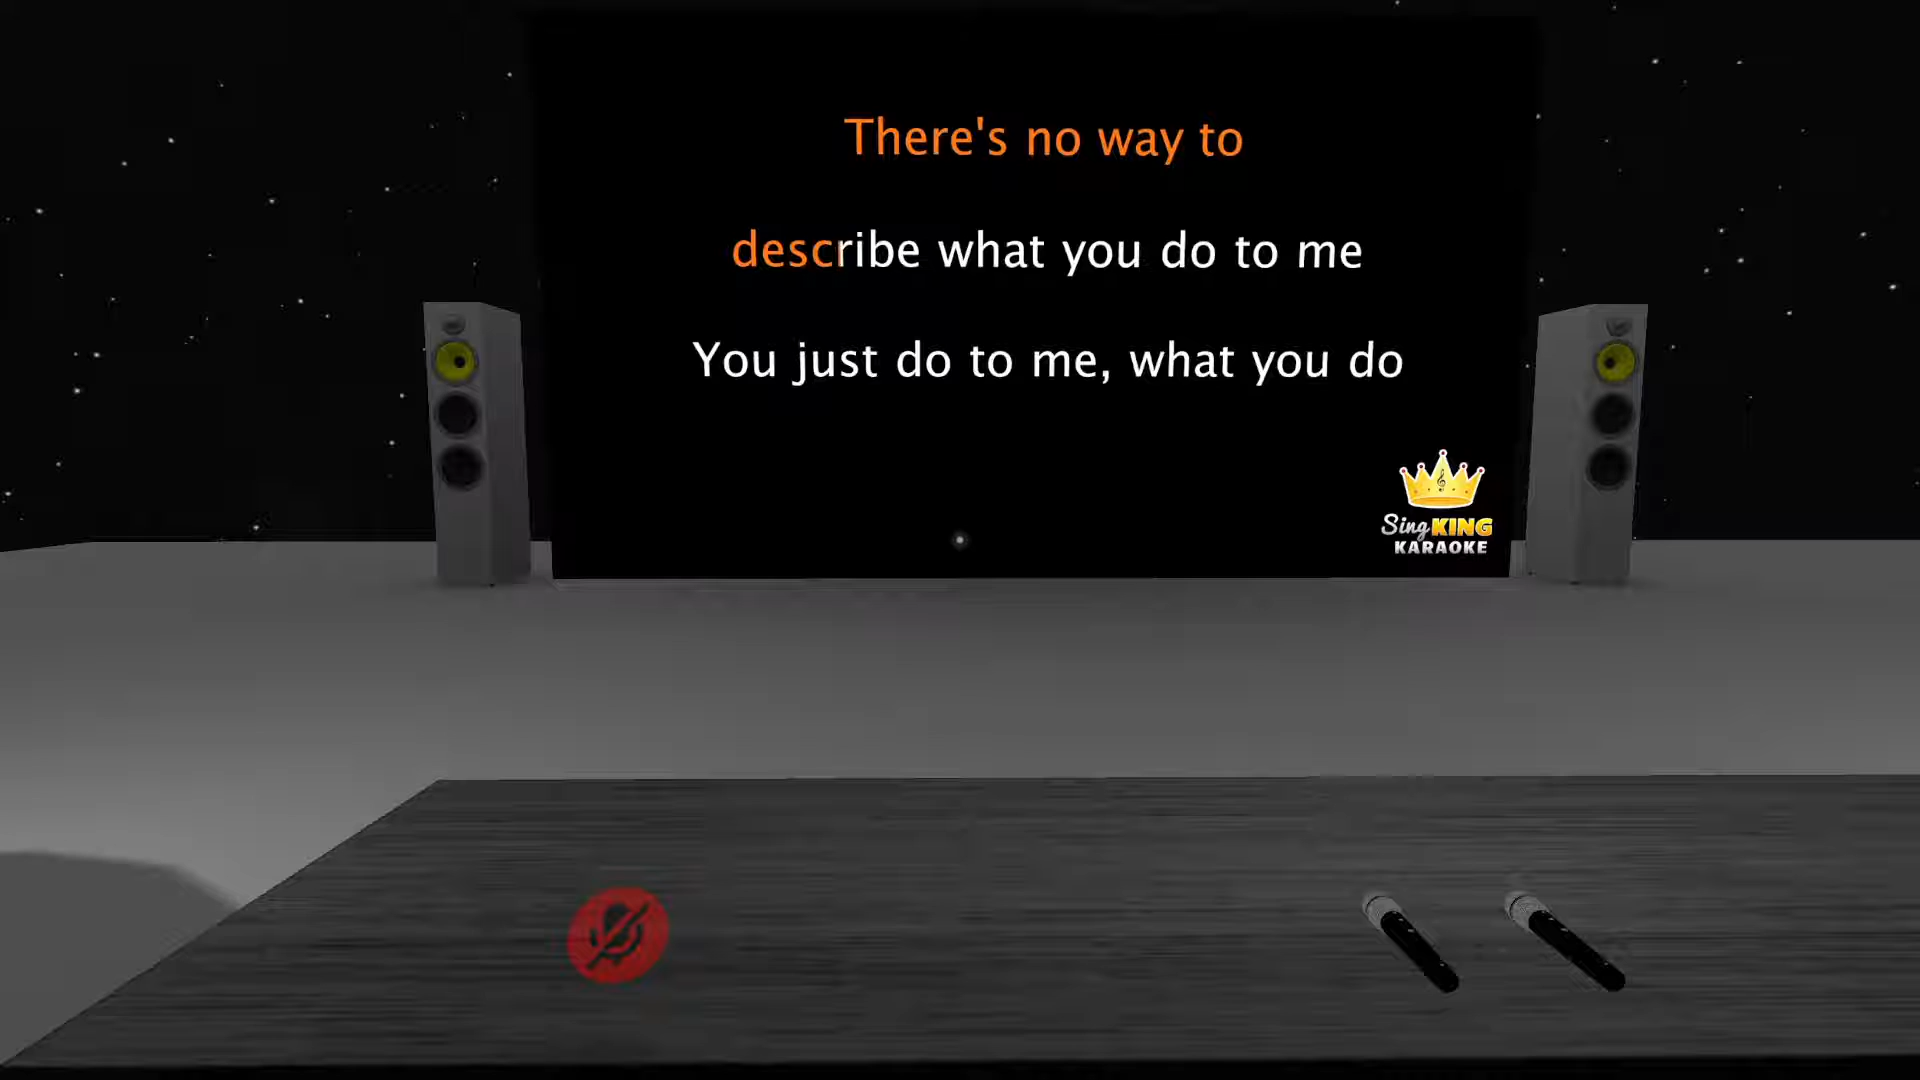 There's no way to
describe what you do to me
You just do to me, what you do
Sing KING
KARAOKE